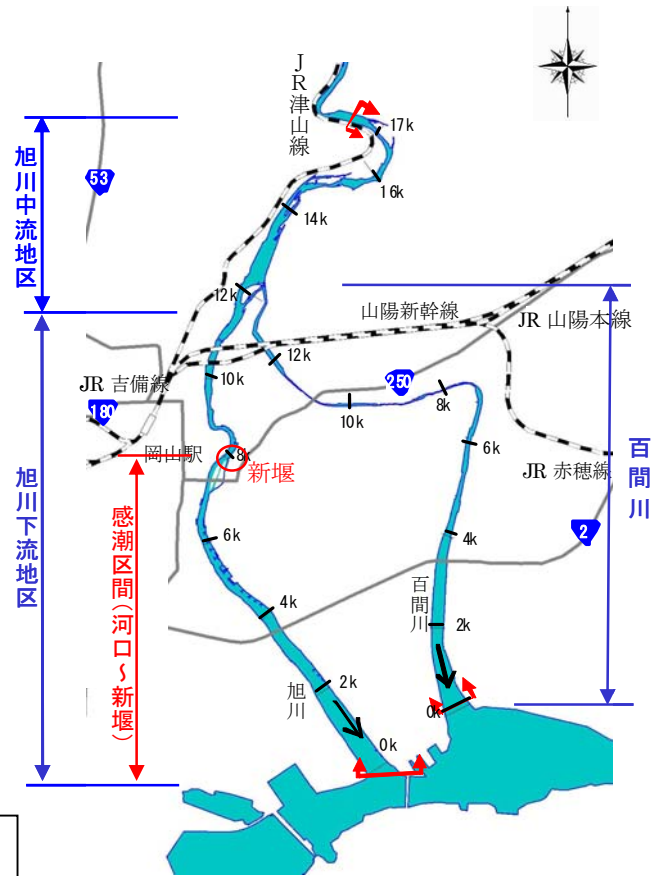 JR津山線
17k
16k
53
旭川中流地区
14k
12k
山陽新幹線
JR 山陽本線
12k
JR 吉備線
10k
250
180
10k
8k
岡山駅
8k
新堰
6k
JR 赤穂線
百間川
旭川下流地区
感潮区間(河口～新堰)
6k
2
4k
4k
百間川
2k
2k
旭川
0k
0k